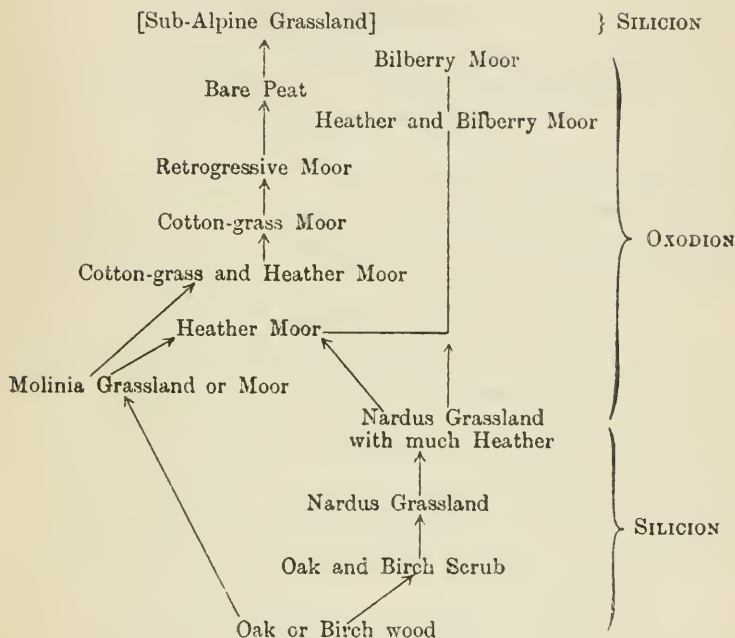 [Sub-Alpine Grassland] } SILICION
Bilberry Moor
Bare Peat
Heather and Bilberry Moor
Retrogressive Moor
Cotton-grass Moor
OXODION
Cotton-grass and Heather Moor
Heather Moor
Molinia Grassland or Moor
Nardus Grassland
with much Heather
Nardus Grassland
SILICION
Oak and Birch Scrub
Oak or Birch wood